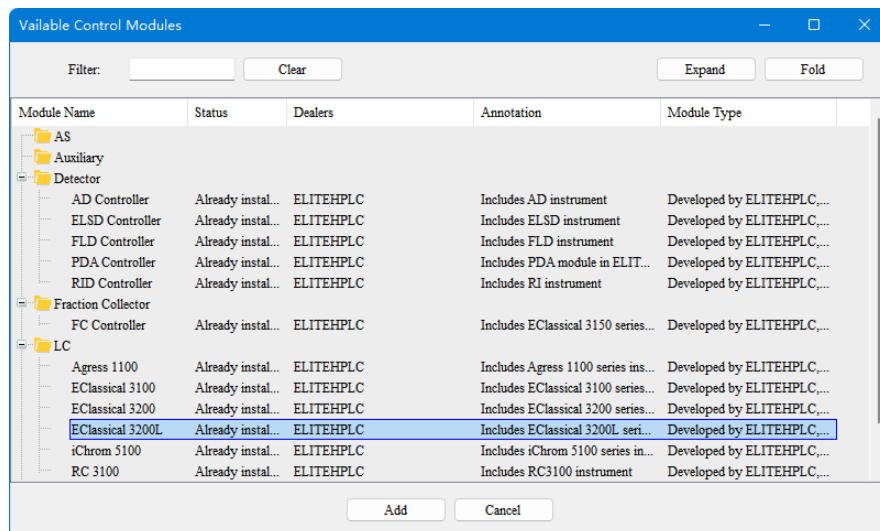 Vailable Control Modules
Filter: Clear Expand Fold
Module Name Status Dealers Annotation Module Type
AS
Auxiliary
Detector
AD Controller Already instal... ELITEHPLC Includes AD instrument Developed by ELITEHPLC,...
ELSD Controller Already instal... ELITEHPLC Includes ELSD instrument Developed by ELITEHPLC,...
FLD Controller Already instal... ELITEHPLC Includes FLD instrument Developed by ELITEHPLC,...
PDA Controller Already instal... ELITEHPLC Includes PDA module in ELIT... Developed by ELITEHPLC,...
RID Controller Already instal... ELITEHPLC Includes RI instrument Developed by ELITEHPLC,...
Fraction Collector
FC Controller Already instal... ELITEHPLC Includes EClassical 3150 series... Developed by ELITEHPLC,...
LC
Agress 1100 Already instal... ELITEHPLC Includes Agress 1100 series ins... Developed by ELITEHPLC,...
EClassical 3100 Already instal... ELITEHPLC Includes EClassical 3100 series... Developed by ELITEHPLC,...
EClassical 3200 Already instal... ELITEHPLC Includes EClassical 3200 series... Developed by ELITEHPLC,...
EClassical 3200L Already instal... ELITEHPLC Includes EClassical 3200L seri... Developed by ELITEHPLC,...
iChrom 5100 Already instal... ELITEHPLC Includes iChrom 5100 series in... Developed by ELITEHPLC,...
RC 3100 Already instal... ELITEHPLC Includes RC3100 instrument Developed by ELITEHPLC,...
Add Cancel